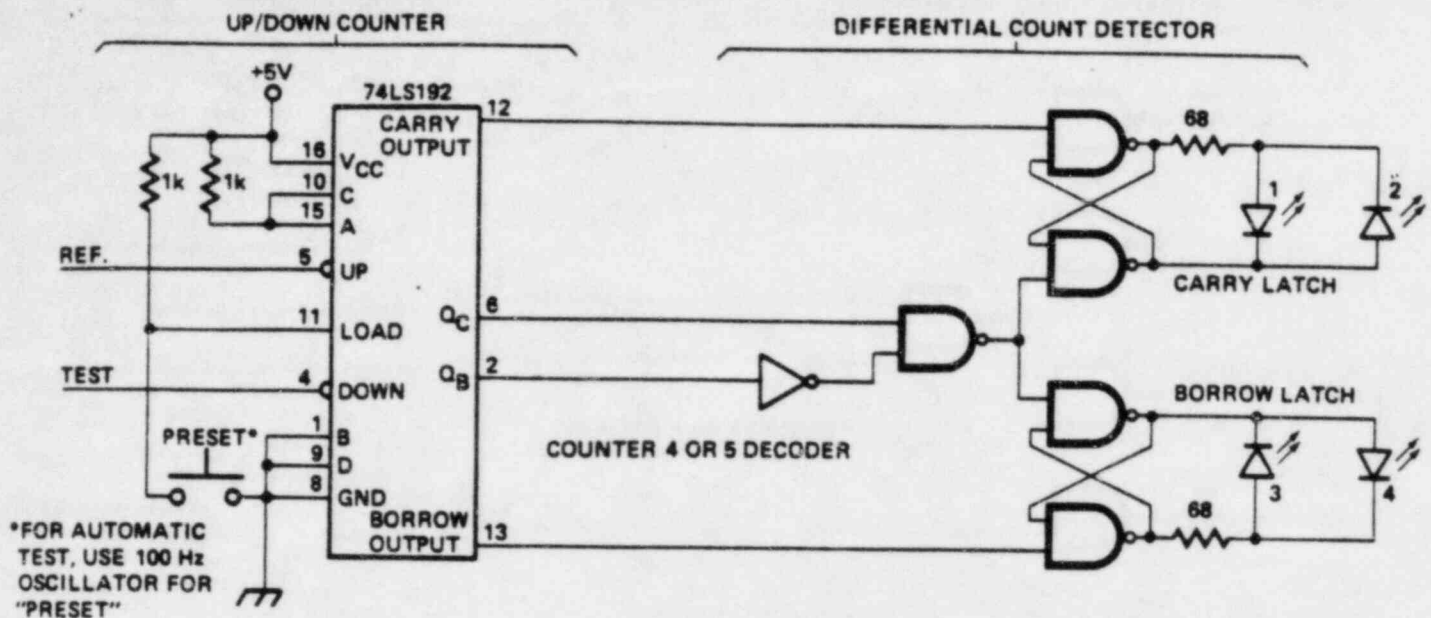 UP/DOWN COUNTER
DIFFERENTIAL COUNT DETECTOR
+5V
74LS192
CARRY
OUTPUT
12
68
1k
1k
16
VCC
10
C
15
A
1
2
REF.
5
UP
CARRY LATCH
11
LOAD
QC
6
TEST
4
DOWN
QB
2
BORROW LATCH
PRESET*
1
B
9
D
8
GND
COUNTER 4 OR 5 DECODER
3
4
BORROW
OUTPUT
13
68
*FOR AUTOMATIC
TEST, USE 100 Hz
OSCILLATOR FOR
"PRESET"